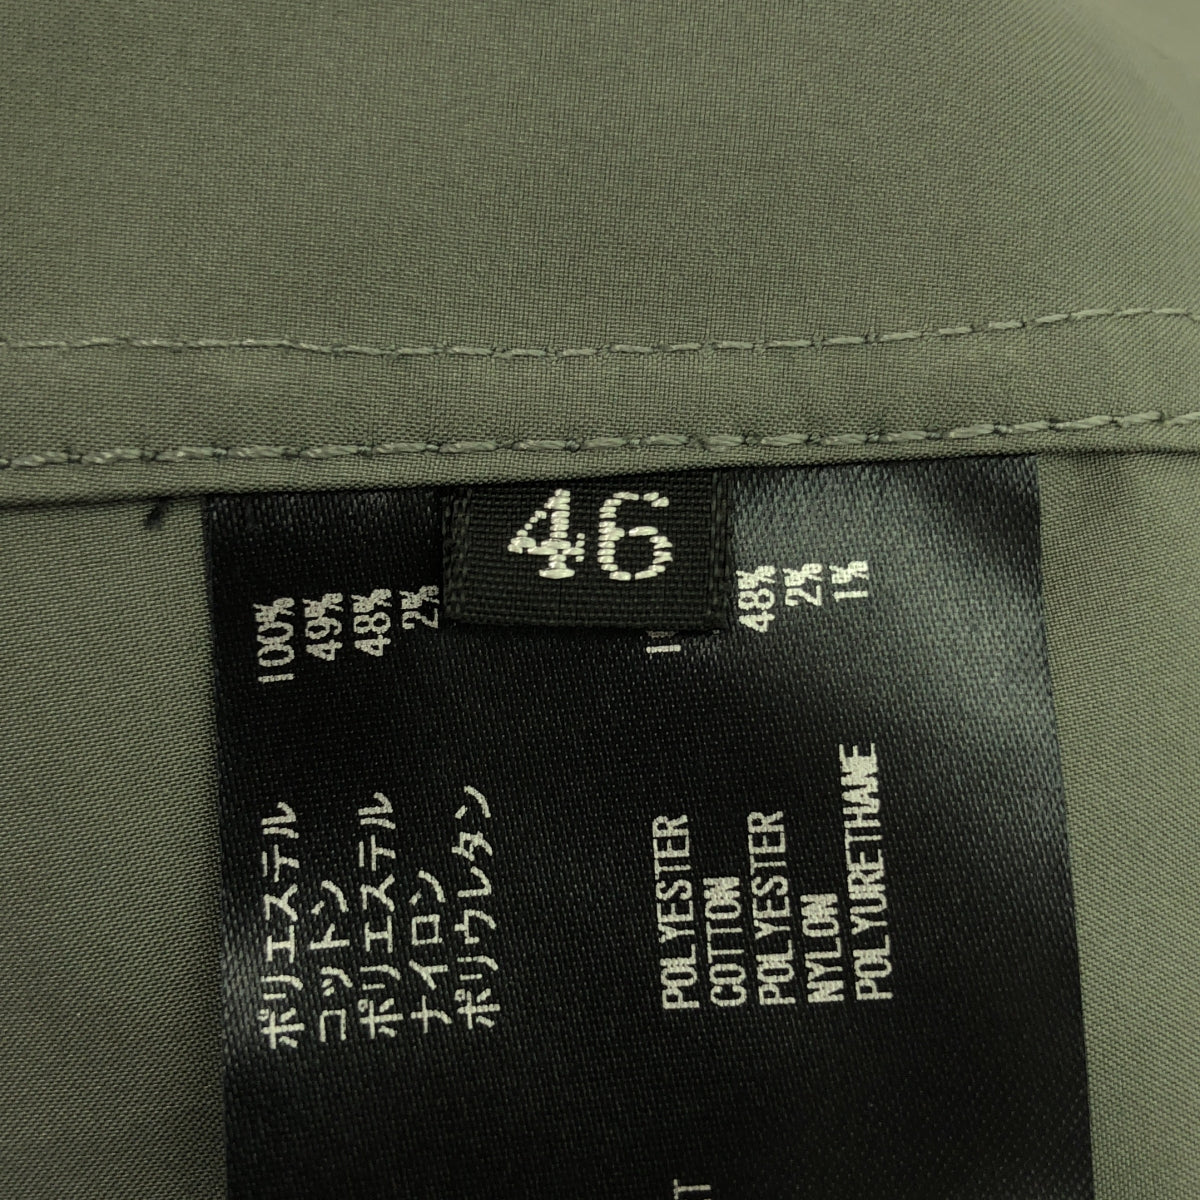 46
ポリエステル 100%
コットン 49%
ポリエステル 48%
ナイロン 2%
ポリウレタン
POLYESTER
COTTON
POLYESTER 48%
NYLON 2%
POLYURETHANE 1%